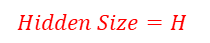 Hidden Size = H